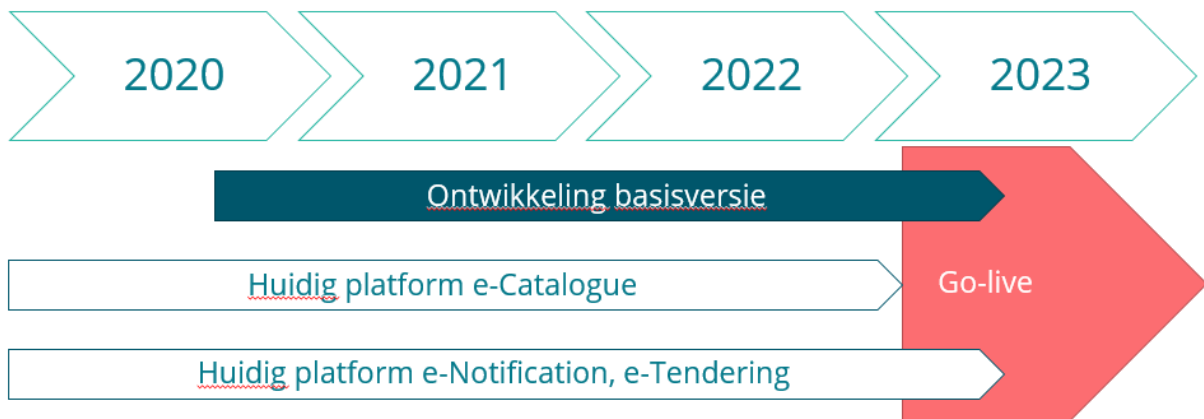 2020
2021
2022
2023
Ontwikkeling basisversie
Huidig platform e-Catalogue
Go-live
Huidig platform e-Notification, e-Tendering